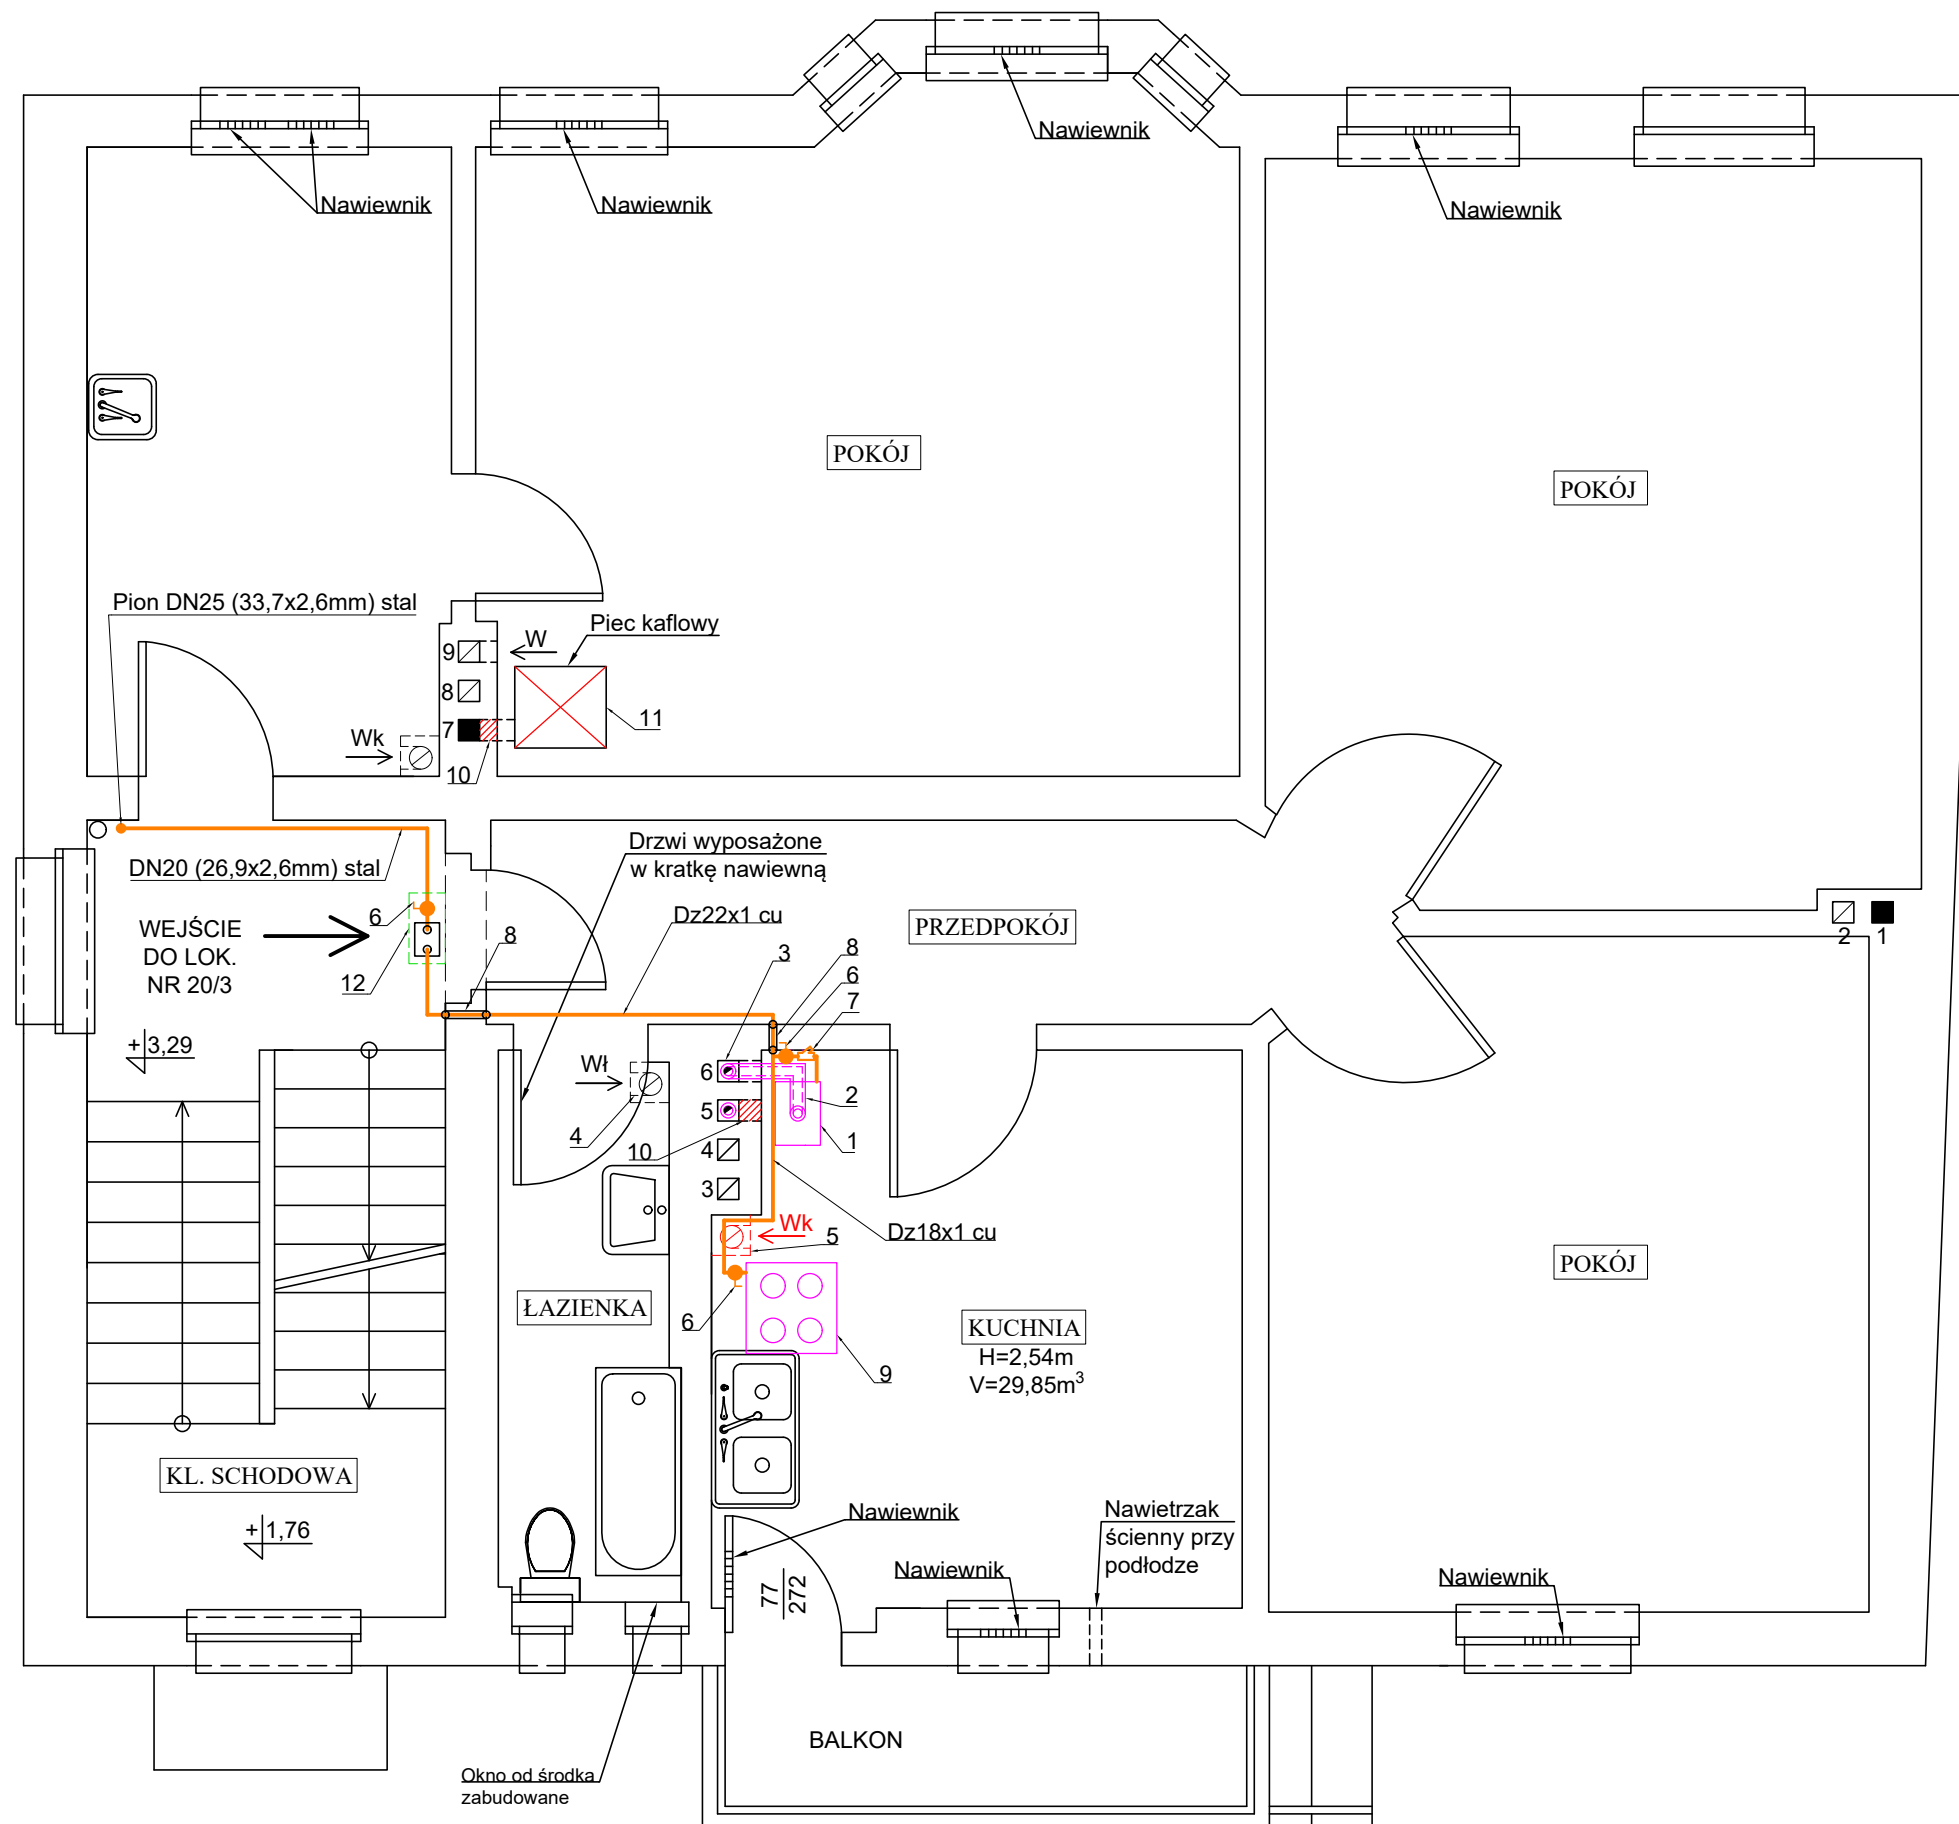 Nawiewnik
Nawiewnik
Nawiewnik
Nawiewnik
POKÓJ
POKÓJ
Pion DN25 (33,7x2,6mm) stal
Piec kaflowy
W
9
8
7
11
Wk
10
Drzwi wyposażone
w kratkę nawiewną
DN20 (26,9x2,6mm) stal
Dz22x1 cu
6
WEJŚCIE
DO LOK.
NR 20/3
12
8
PRZEDPOKÓJ
3
8
6
7
2
1
+3,29
Wł
4
6
5
4
3
10
2
1
Wk
5
Dz18x1 cu
POKÓJ
ŁAZIENKA
6
9
KUCHNIA
H=2,54m
V=29,85m³
KL. SCHODOWA
+1,76
Nawiewnik
Nawietrzak
ścienny przy
podłodze
Nawiewnik
77
272
Nawiewnik
BALKON
Okno od środka
zabudowane